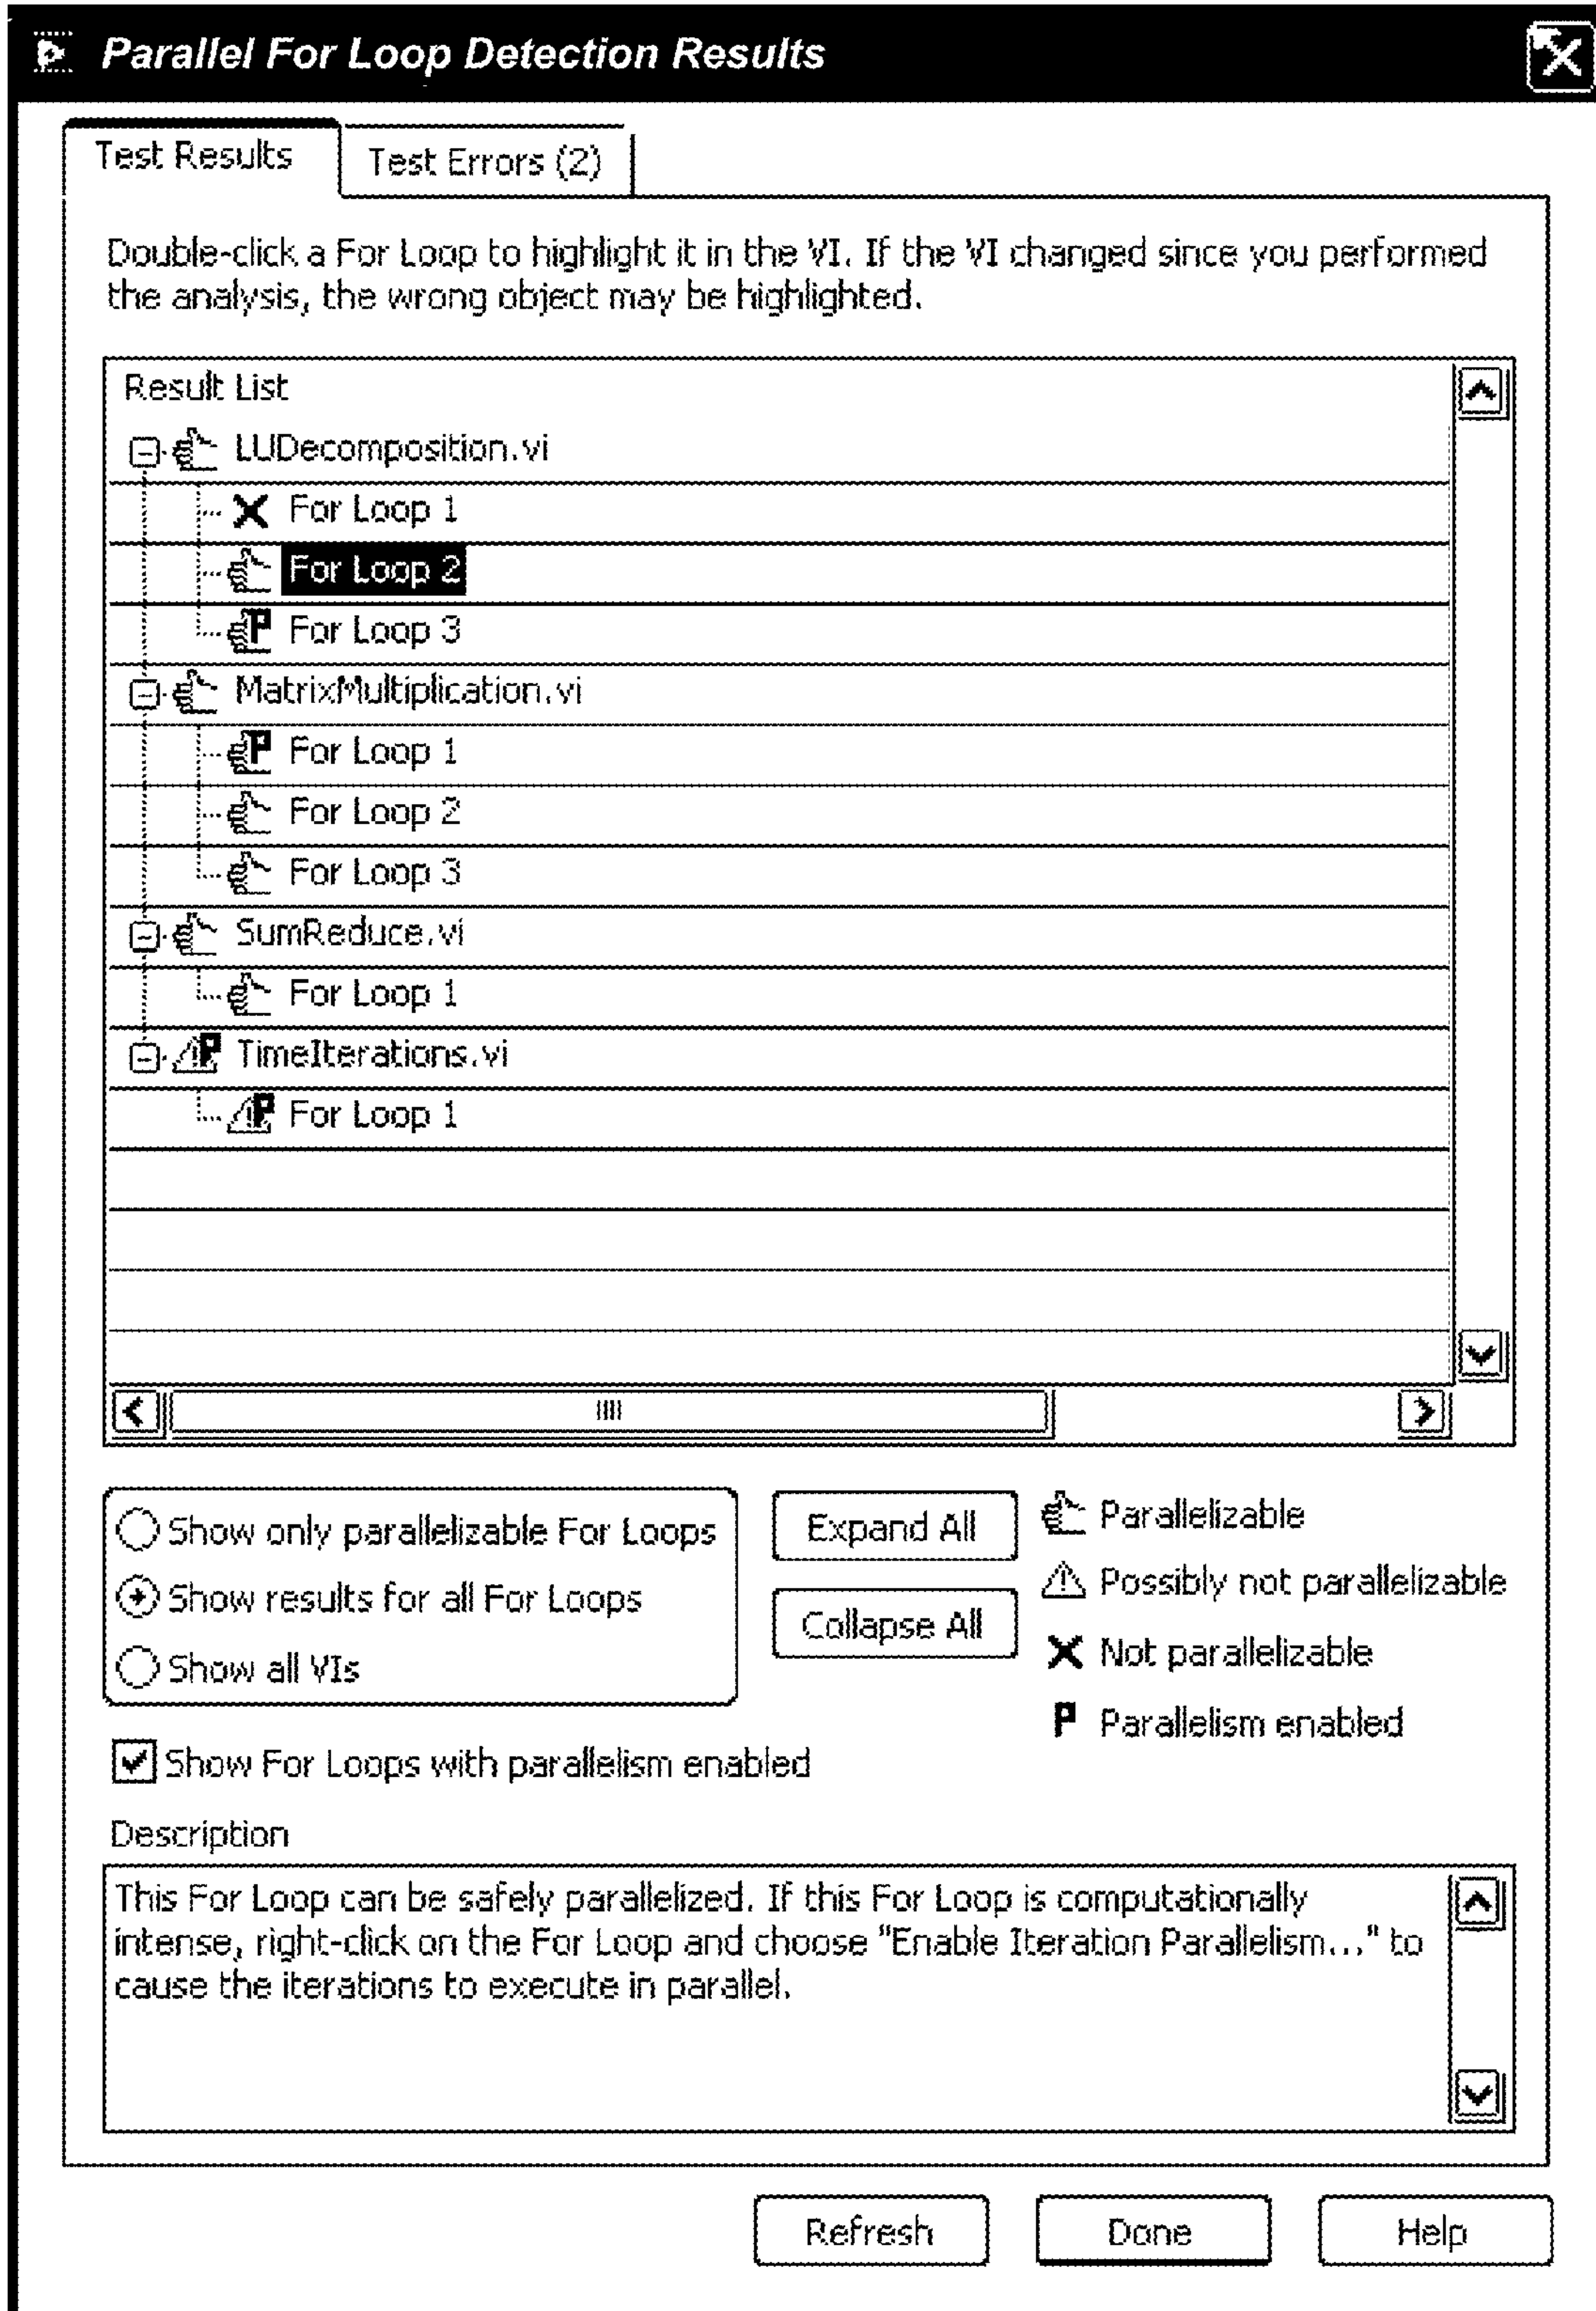 Parallel For Loop Detection Results
Test Results
Test Errors (2)
Double-click a For Loop to highlight it in the VI. If the VI changed since you performed
the analysis, the wrong object may be highlighted.
Result List
LUDecomposition.vi
For Loop 1
For Loop 2
P For Loop 3
MatrixMultiplication.vi
P For Loop 1
For Loop 2
For Loop 3
SumReduce.vi
For Loop 1
P TimeIterations.vi
P For Loop 1
Show only parallelizable For Loops
Show results for all For Loops
Show all VIs
Expand All
Collapse All
Parallelizable
Possibly not parallelizable
Not parallelizable
P Parallelism enabled
Show For Loops with parallelism enabled
Description
This For Loop can be safely parallelized. If this For Loop is computationally
intense, right-click on the For Loop and choose "Enable Iteration Parallelism..." to
cause the iterations to execute in parallel.
Refresh
Done
Help